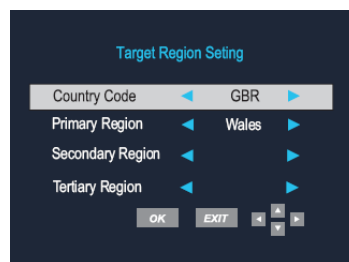 Target Region Seting
Country Code GBR
Primary Region Wales
Secondary Region
Tertiary Region
OK EXIT